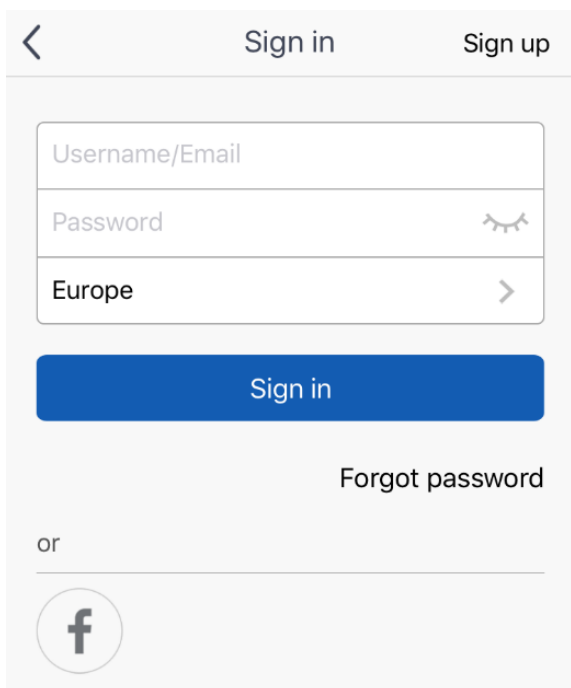 Sign in Sign up
Username/Email
Password
Europe
Sign in
Forgot password
or
f